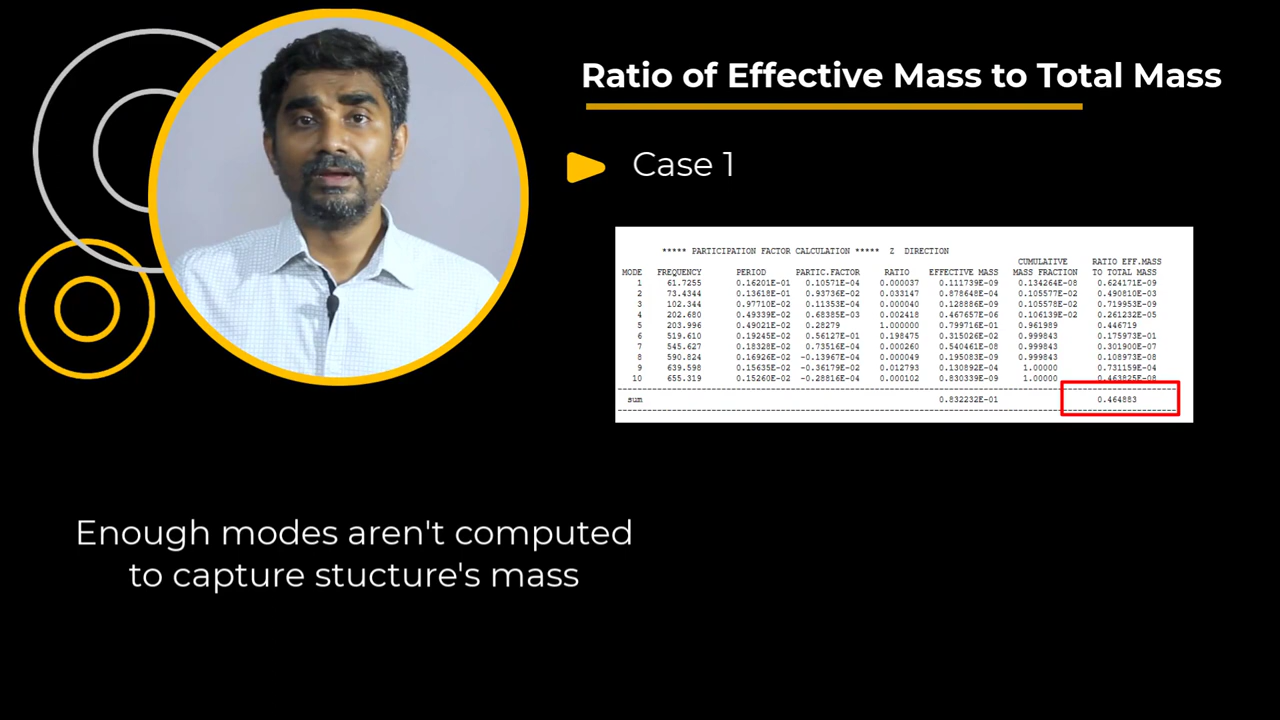 Ratio of Effective Mass to Total Mass
Case 1
***** PARTICIPATION FACTOR CALCULATION ***** Z DIRECTION
CUMULATIVE RATIO EFF.MASS
MODE FREQUENCY PERIOD PARTIC.FACTOR RATIO EFFECTIVE MASS MASS FRACTION TO TOTAL MASS
1 61.7255 0.16201E-01 0.10571E-04 0.000037 0.111739E-09 0.134264E-08 0.624171E-09
2 73.4344 0.13618E-01 0.93736E-02 0.033147 0.878648E-04 0.105577E-02 0.490810E-03
3 102.344 0.97710E-02 0.11353E-04 0.000040 0.128886E-09 0.105578E-02 0.719953E-09
4 202.680 0.49339E-02 0.68385E-03 0.002418 0.467657E-06 0.106139E-02 0.261232E-05
5 203.996 0.49021E-02 0.28279 1.000000 0.799716E-01 0.961989 0.446719
6 519.610 0.19245E-02 0.56127E-01 0.198475 0.315026E-02 0.999843 0.175973E-01
7 545.627 0.18328E-02 0.73516E-04 0.000260 0.540461E-08 0.999843 0.301900E-07
8 590.824 0.16926E-02 -0.13967E-04 0.000049 0.195083E-09 0.999843 0.108973E-08
9 639.598 0.15635E-02 -0.36179E-02 0.012793 0.130892E-04 1.00000 0.731159E-04
10 655.319 0.15260E-02 -0.28816E-04 0.000102 0.830339E-09 1.00000 0.463825E-08
sum 0.832232E-01 0.464883
Enough modes aren't computed
to capture stucture's mass